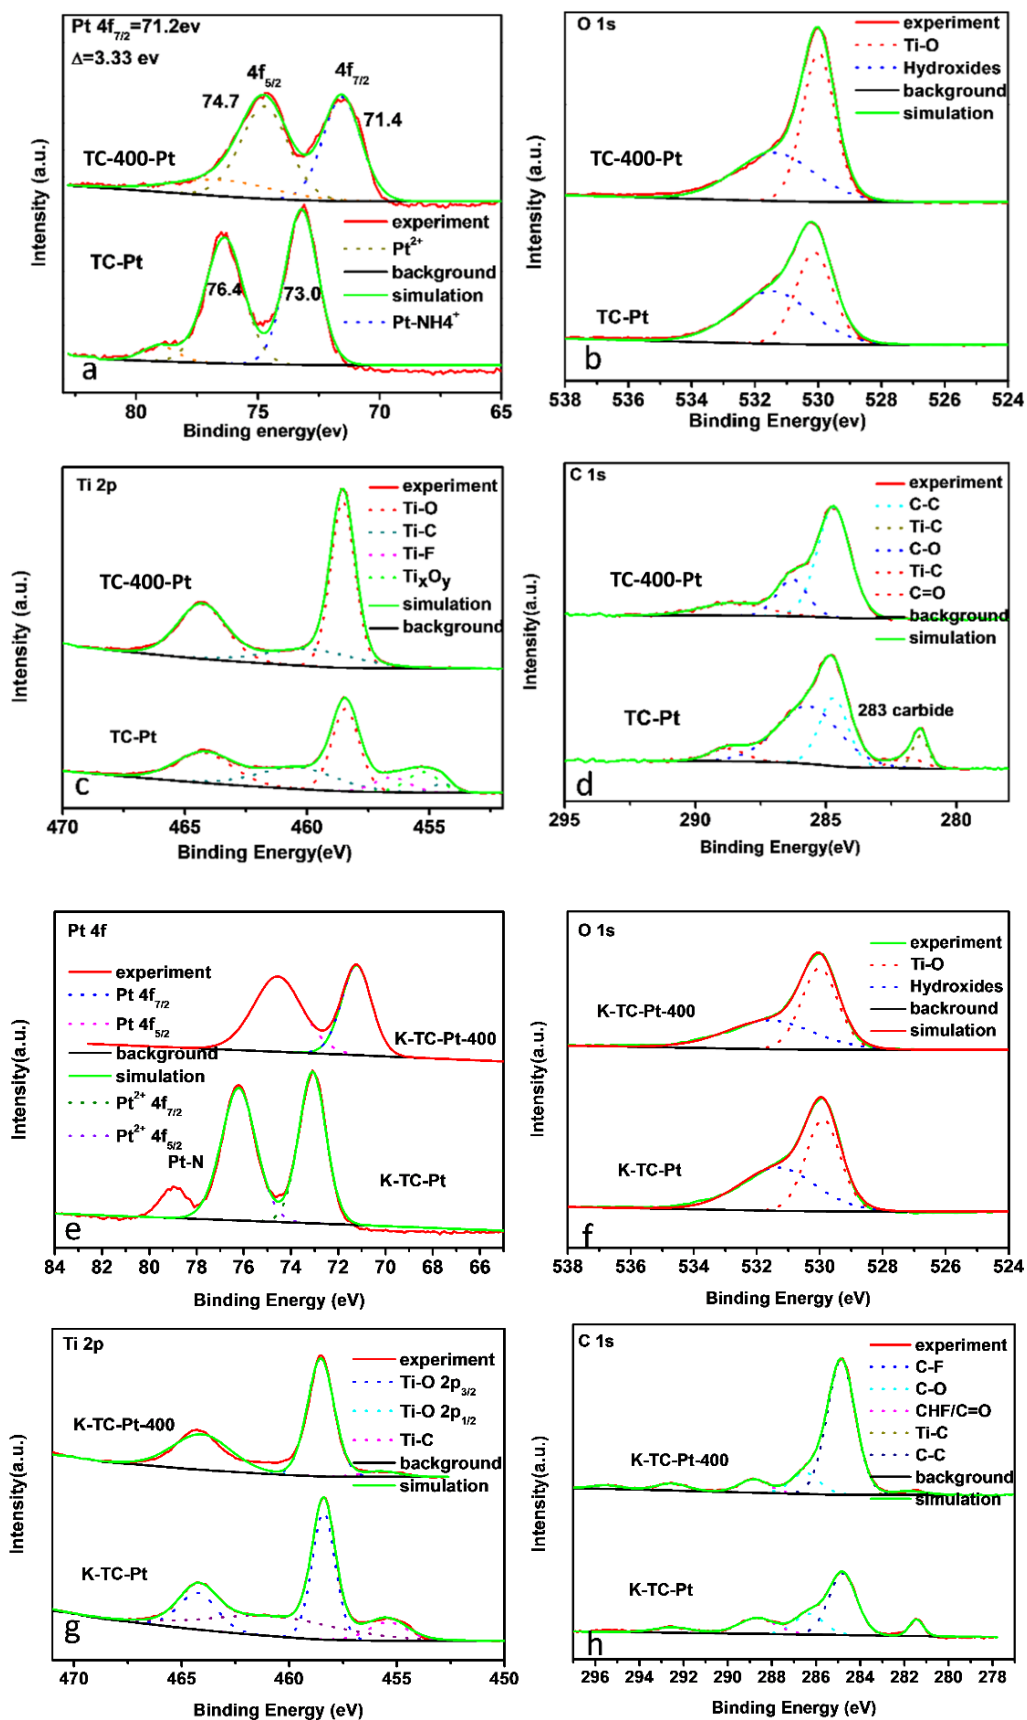 Pt 4f7/2=71.2ev
Δ=3.33 ev
4f5/2
4f7/2
74.7
71.4
TC-400-Pt
experiment
Pt2+
background
simulation
Pt-NH4+
TC-Pt
76.4
73.0
a
Intensity (a.u.)
80
75
70
65
Binding energy(ev)
O 1s
experiment
Ti-O
Hydroxides
background
simulation
TC-400-Pt
TC-Pt
b
Intensity (a.u.)
538
536
534
532
530
528
526
524
Binding energy(ev)
Ti 2p
experiment
Ti-O
Ti-C
Ti-F
TixOy
simulation
background
TC-400-Pt
TC-Pt
c
Intensity (a.u.)
470
465
460
455
Binding Energy(eV)
C 1s
experiment
C-C
Ti-C
C-O
Ti-C
C=O
background
simulation
TC-400-Pt
TC-Pt
283 carbide
d
Intensity (a.u.)
295
290
285
280
Binding Energy(eV)
Pt 4f
experiment
Pt 4f7/2
Pt 4f5/2
background
simulation
Pt2+ 4f7/2
Pt2+ 4f5/2
Pt-N
K-TC-Pt-400
K-TC-Pt
e
Intensity(a.u.)
84
82
80
78
76
74
72
70
68
66
Binding Energy (eV)
O 1s
experiment
Ti-O
Hydroxides
backround
simulation
K-TC-Pt-400
K-TC-Pt
f
Intensity(a.u.)
538
536
534
532
530
528
526
524
Binding Energy (eV)
Ti 2p
experiment
Ti-O 2p3/2
Ti-O 2p1/2
Ti-C
background
simulation
K-TC-Pt-400
K-TC-Pt
g
Intensity(a.u.)
470
465
460
455
450
Binding Energy (eV)
C 1s
experiment
C-F
C-O
CHF/C=O
Ti-C
C-C
background
simulation
K-TC-Pt-400
K-TC-Pt
h
Intensity(a.u.)
296
292
288
284
280
276
Binding Energy (eV)